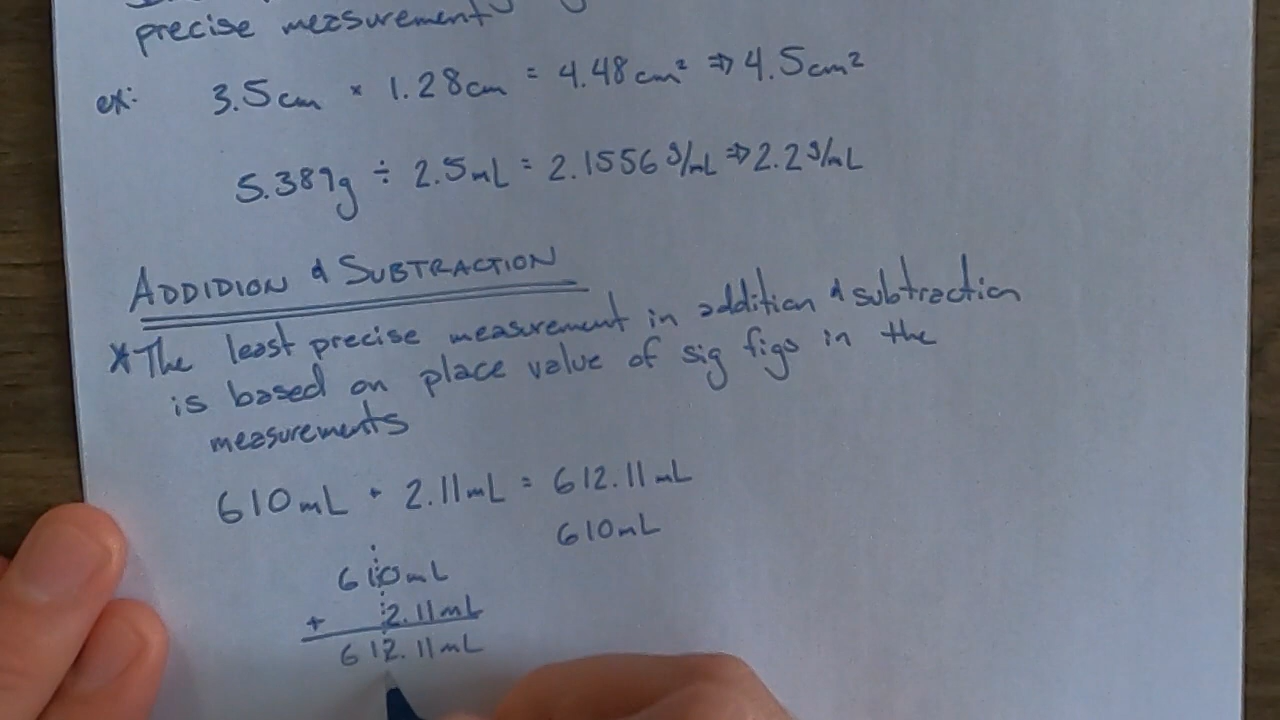 precise measurement
ex: 3.5cm × 1.28cm = 4.48cm² ⇒ 4.5cm²
5.389g ÷ 2.5mL = 2.1556 g/mL ⇒ 2.2 g/mL
ADDIDION & SUBTRACTION
*The least precise measurement in addition & subtraction
is based on place value of sig figs in the
measurements
610mL + 2.11mL = 612.11mL
610mL
610mL
+ 2.11mL
612.11mL